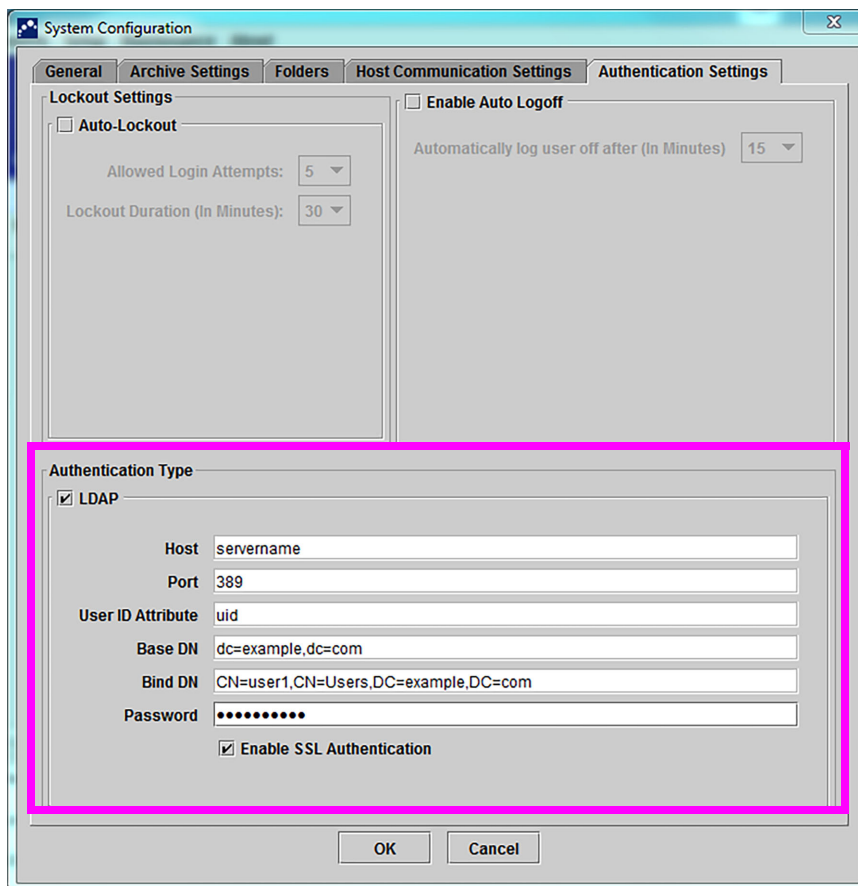 System Configuration
General Archive Settings Folders Host Communication Settings Authentication Settings
Lockout Settings
Auto-Lockout
Allowed Login Attempts: 5
Lockout Duration (In Minutes): 30
Enable Auto Logoff
Automatically log user off after (In Minutes) 15
Authentication Type
LDAP
Host servername
Port 389
User ID Attribute uid
Base DN dc=example,dc=com
Bind DN CN=user1,CN=Users,DC=example,DC=com
Password ••••••••••
Enable SSL Authentication
OK Cancel